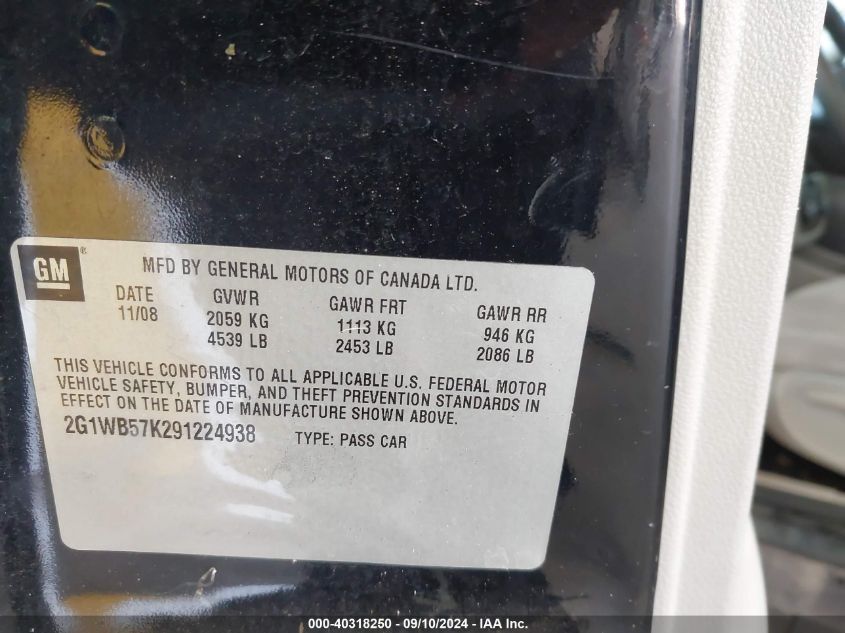 GM ®
MFD BY GENERAL MOTORS OF CANADA LTD.
DATE GVWR GAWR FRT GAWR RR
11/08 2059 KG 1113 KG 946 KG
4539 LB 2453 LB 2086 LB
THIS VEHICLE CONFORMS TO ALL APPLICABLE U.S. FEDERAL MOTOR
VEHICLE SAFETY, BUMPER, AND THEFT PREVENTION STANDARDS IN
EFFECT ON THE DATE OF MANUFACTURE SHOWN ABOVE.
2G1WB57K291224938 TYPE: PASS CAR
000-40318250 - 09/10/2024 - IAA Inc.